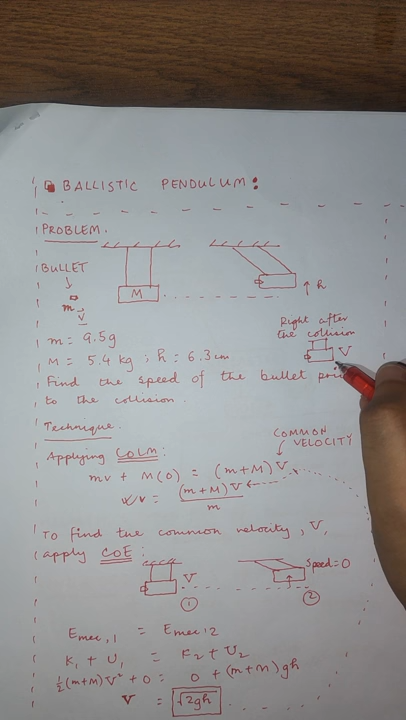 BALLISTIC PENDULUM:
PROBLEM.
BULLET
m
v
M
h
m = 9.5g
M = 5.4 kg ; h = 6.3 cm
Right after
the collision
V
Find the speed of the bullet
to the collision.
Technique.
COMMON
VELOCITY
Applying COLM:
mv + M(0) = (m+M)V
v = (m+M)V
m
To find the common velocity, V,
apply COE:
V
Speed=0
1
2
Emec,1 = Emec,2
K1 + U1 = K2 + U2
½(m+M)V² + 0 = 0 + (m+M)gh
V = √2gh.